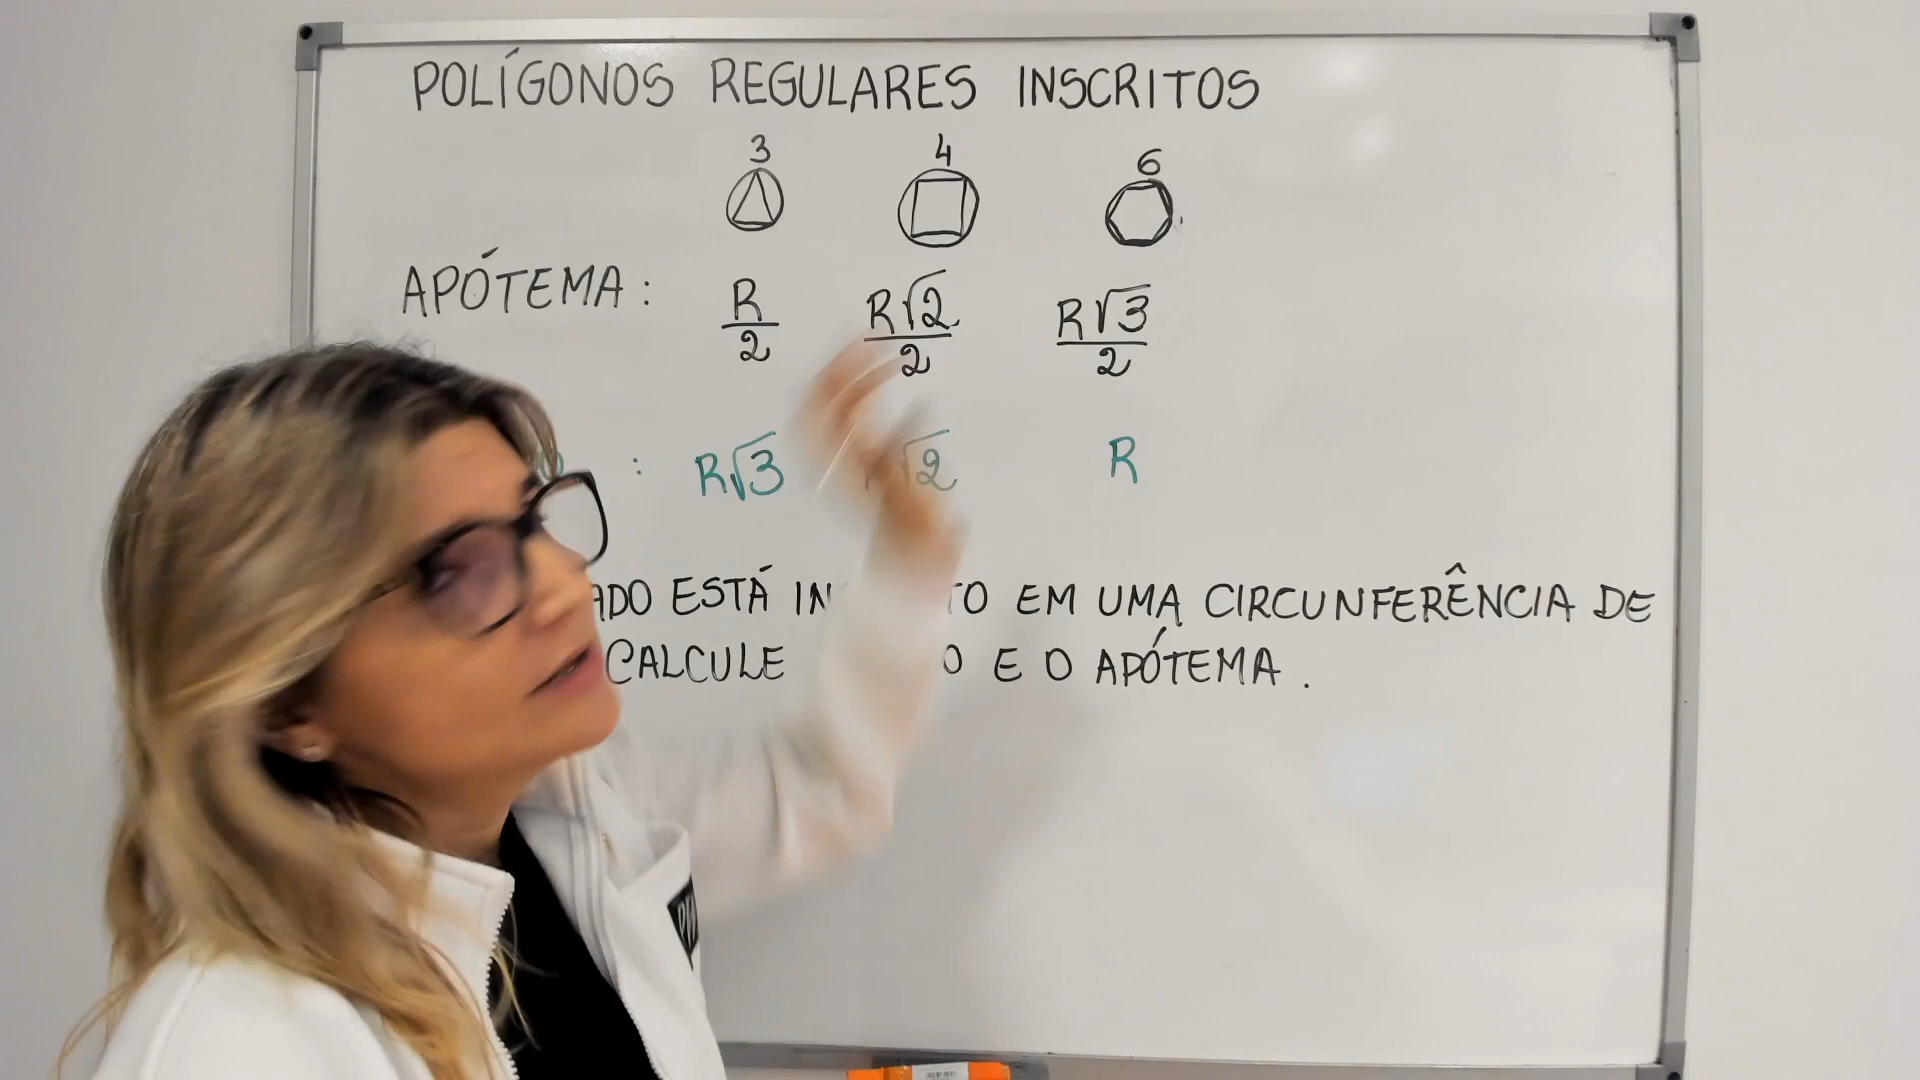 POLÍGONOS REGULARES INSCRITOS
3 4 6
APÓTEMA : R/2 R√2/2 R√3/2
: R√3 √2 R
ADO ESTÁ IN TO EM UMA CIRCUNFERÊNCIA DE
CALCULE O E O APÓTEMA .